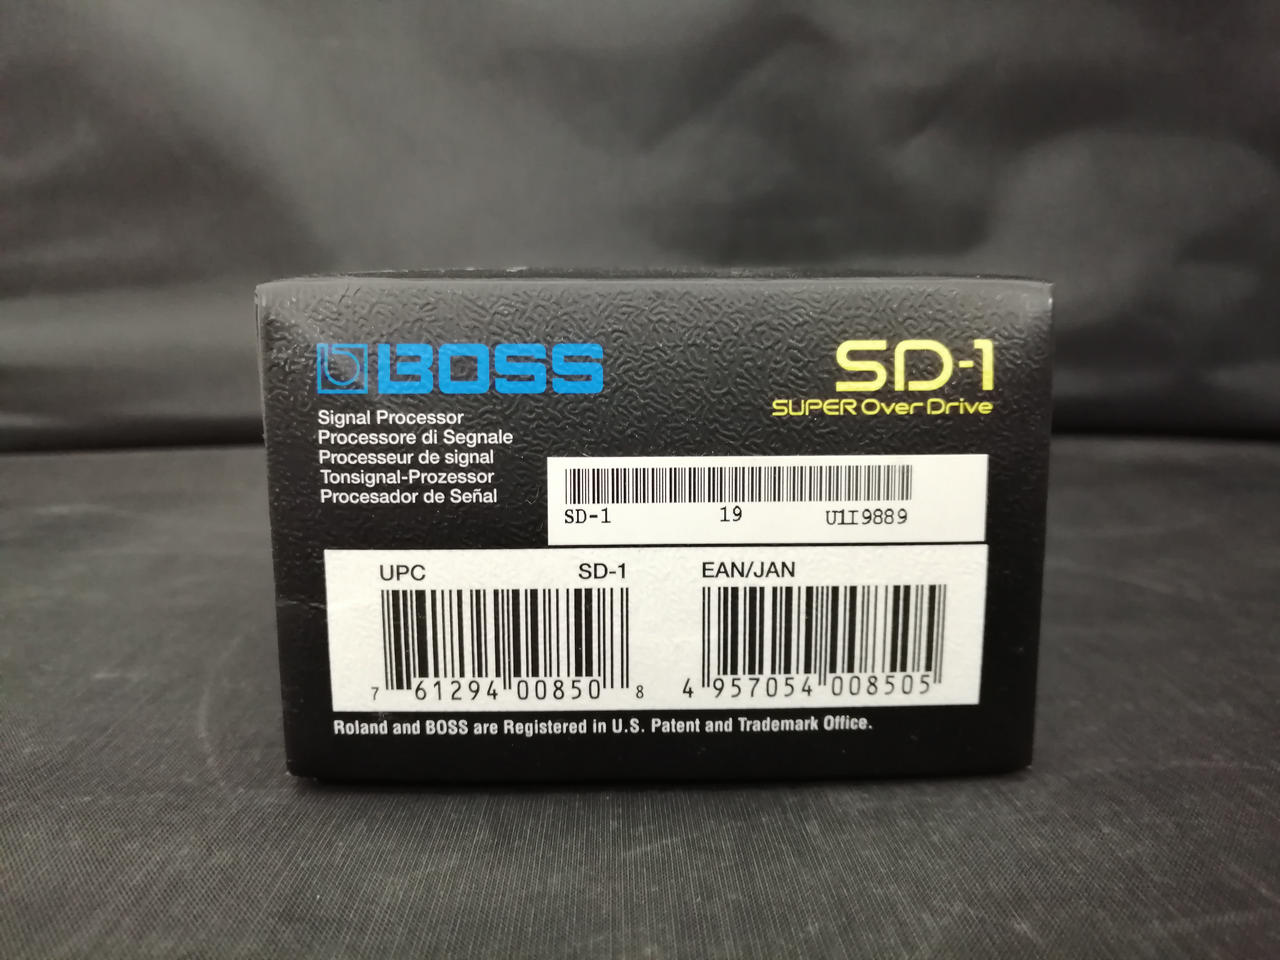 BOSS
SD-1
SUPER Over Drive
Signal Processor
Processore di Segnale
Processeur de signal
Tonsignal-Prozessor
Procesador de Señal
SD-1 19 U1I9889
UPC SD-1 EAN/JAN
7 61294 00850 8 4 957054 008505
Roland and BOSS are Registered in U.S. Patent and Trademark Office.